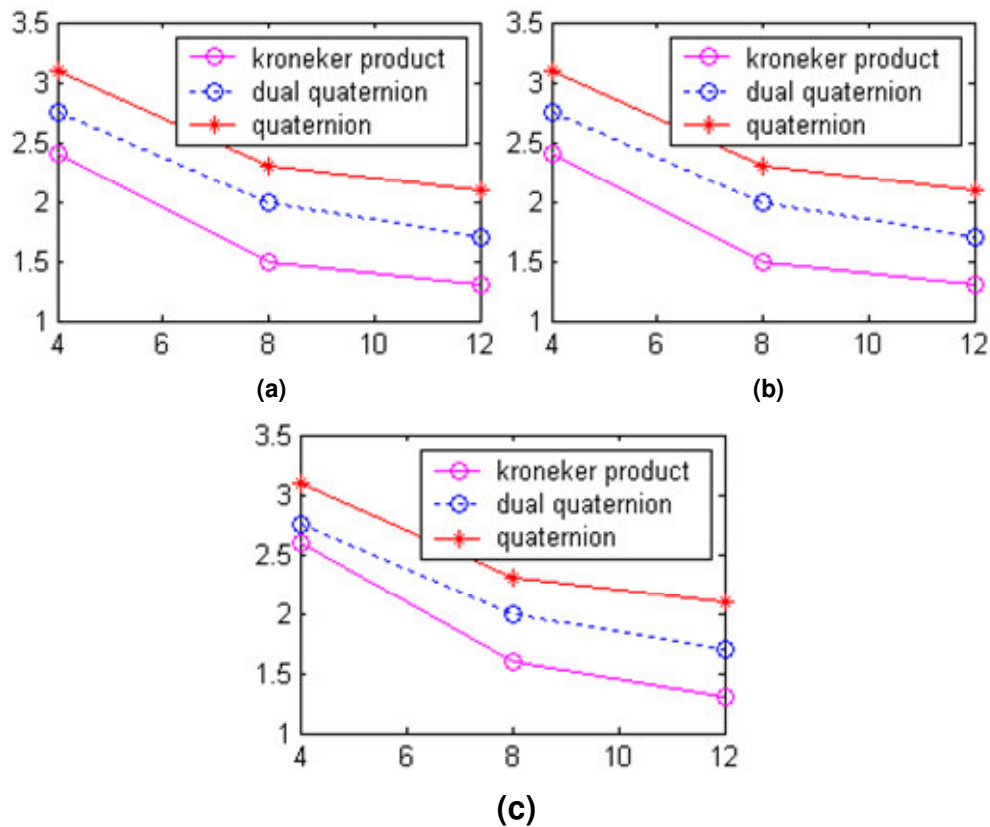 3.5
kroneker product
3
dual quaternion
2.5
quaternion
2
1.5
1
4 6 8 10 12
(a)
3.5
kroneker product
3
dual quaternion
2.5
quaternion
2
1.5
1
4 6 8 10 12
(b)
3.5
kroneker product
3
dual quaternion
2.5
quaternion
2
1.5
1
4 6 8 10 12
(c)